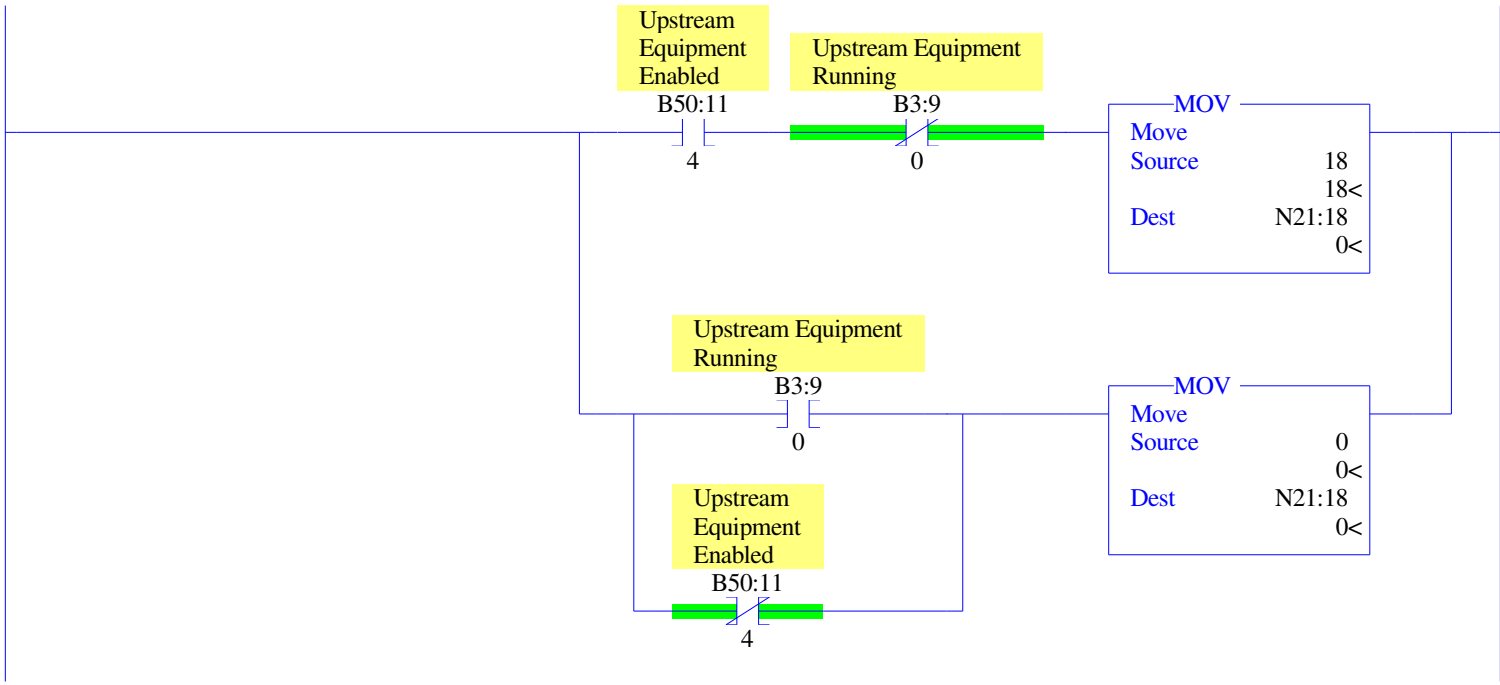 Upstream
Equipment
Enabled
B50:11
4
Upstream Equipment
Running
B3:9
0
MOV
Move
Source 18
18<
Dest N21:18
0<
Upstream Equipment
Running
B3:9
0
Upstream
Equipment
Enabled
B50:11
4
MOV
Move
Source 0
0<
Dest N21:18
0<